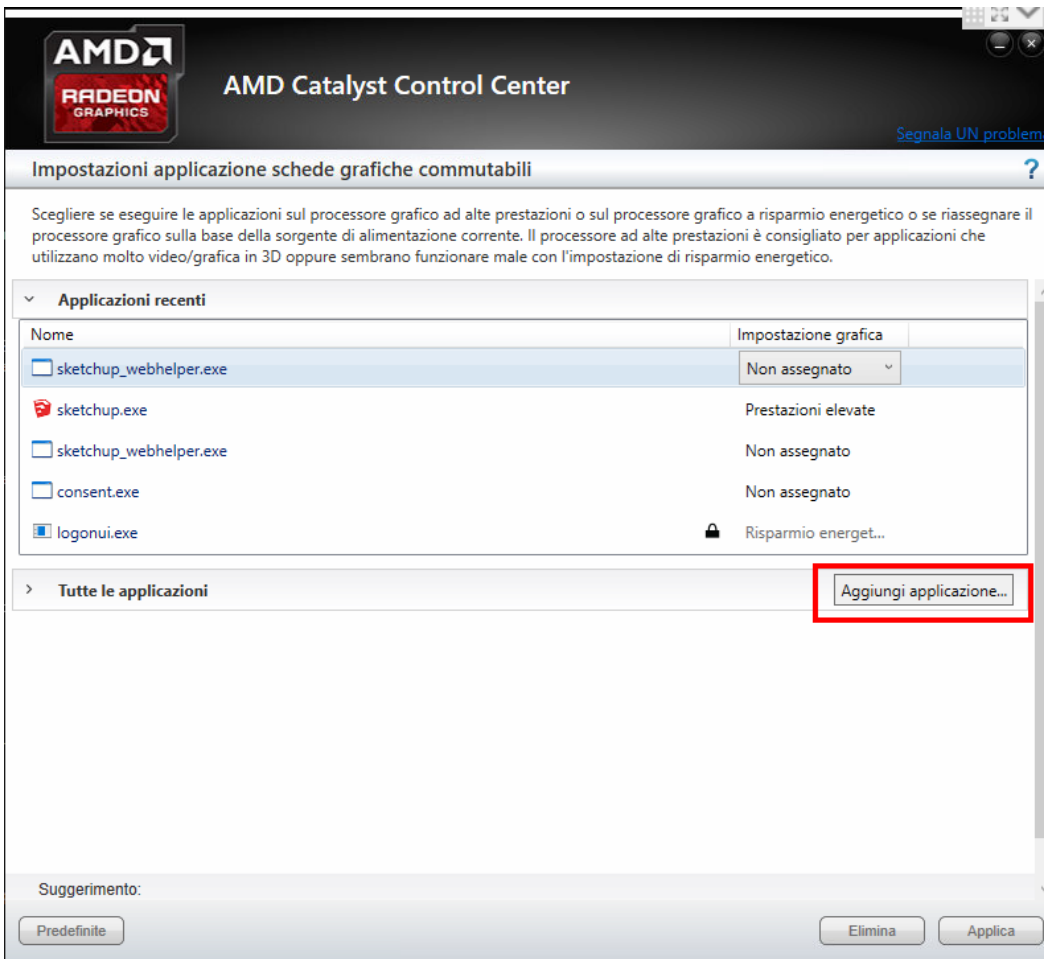 AMD
RADEON
GRAPHICS
AMD Catalyst Control Center
Segnala UN problem
Impostazioni applicazione schede grafiche commutabili
?
Scegliere se eseguire le applicazioni sul processore grafico ad alte prestazioni o sul processore grafico a risparmio energetico o se riassegnare il
processore grafico sulla base della sorgente di alimentazione corrente. Il processore ad alte prestazioni è consigliato per applicazioni che
utilizzano molto video/grafica in 3D oppure sembrano funzionare male con l'impostazione di risparmio energetico.
Applicazioni recenti
Nome Impostazione grafica
sketchup_webhelper.exe Non assegnato
sketchup.exe Prestazioni elevate
sketchup_webhelper.exe Non assegnato
consent.exe Non assegnato
logonui.exe Risparmio energet...
Tutte le applicazioni Aggiungi applicazione...
Suggerimento:
Predefinite Elimina Applica